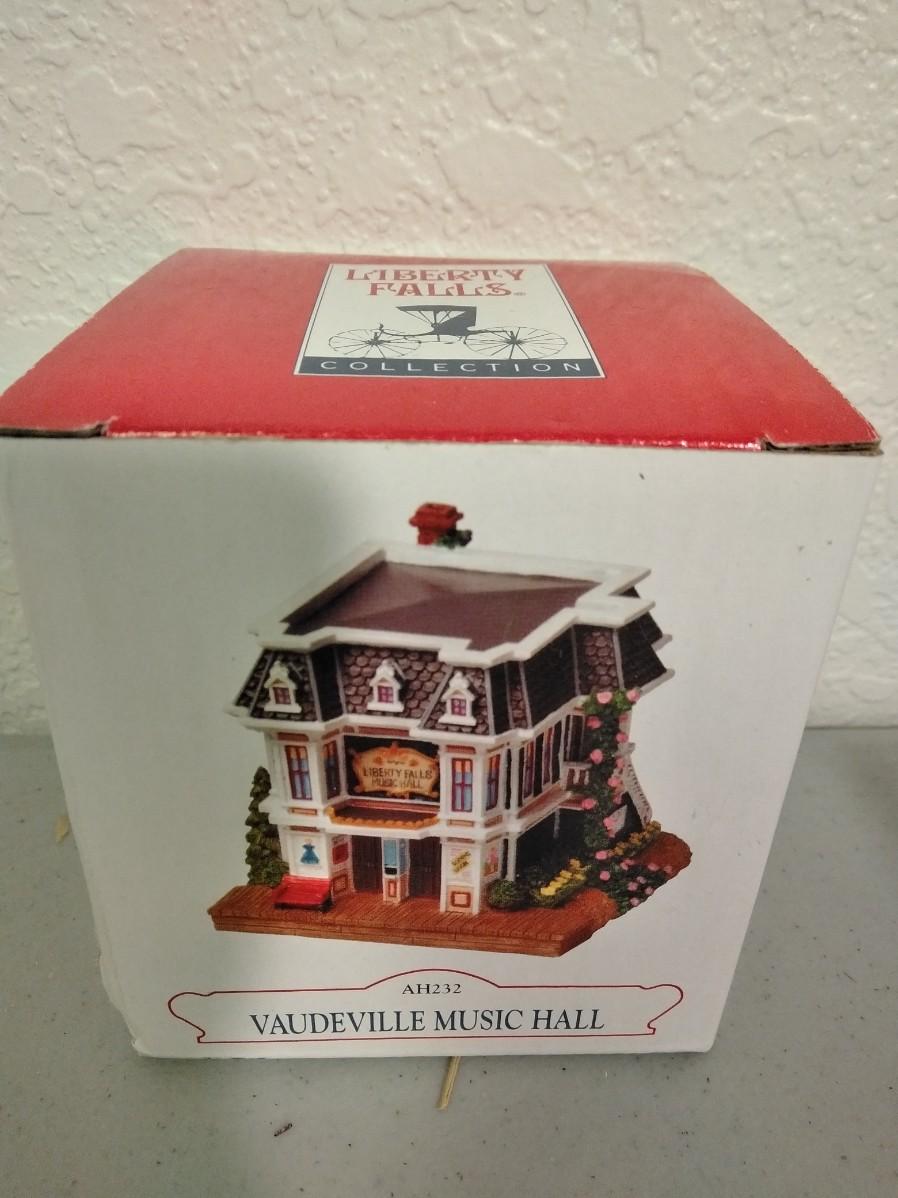 LIBERTY
FALLS®
COLLECTION
LIBERTY FALLS
MUSIC HALL
AH232
VAUDEVILLE MUSIC HALL